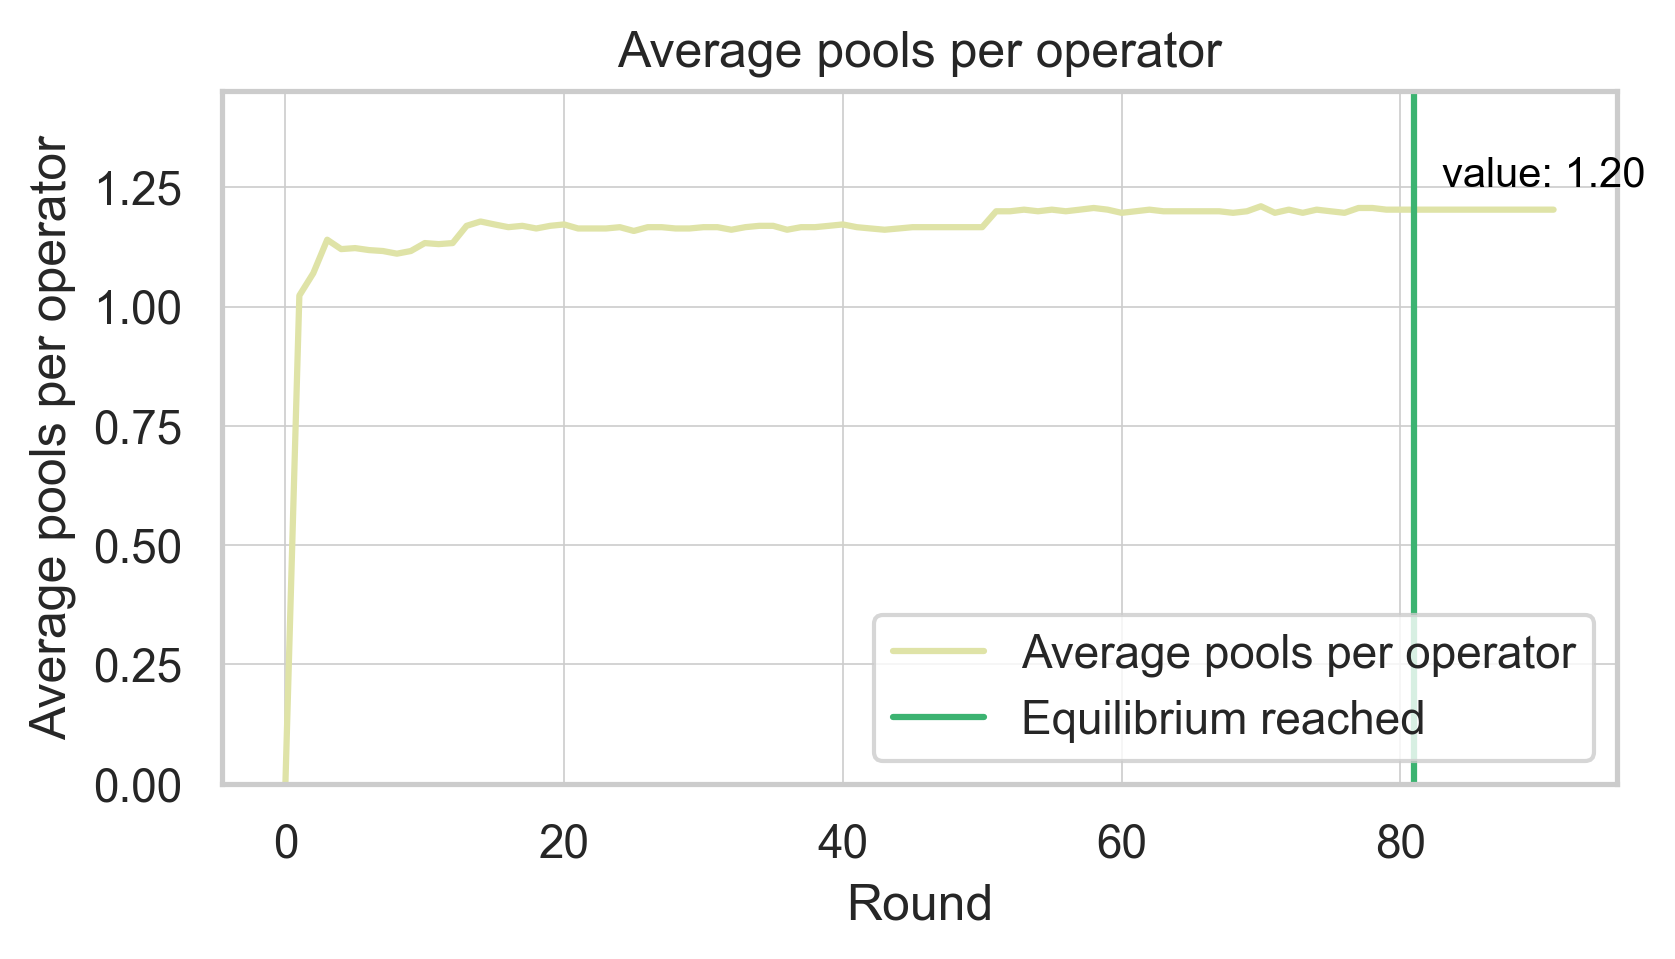 Average pools per operator
value: 1.20
Average pools per operator
1.25
1.00
0.75
0.50
0.25
0.00
Average pools per operator
Equilibrium reached
0 20 40 60 80
Round